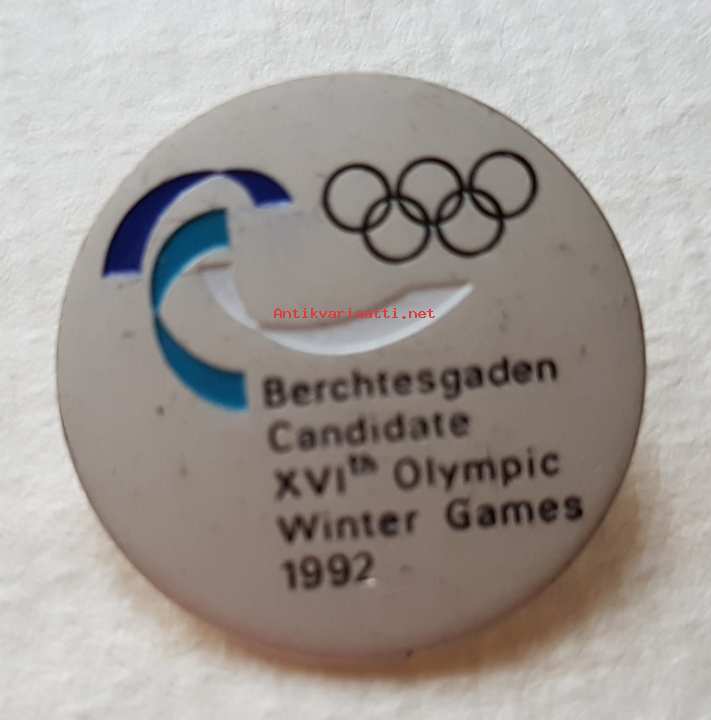 Antikvariaatti.net
Berchtesgaden
Candidate
XVIth Olympic
Winter Games
1992